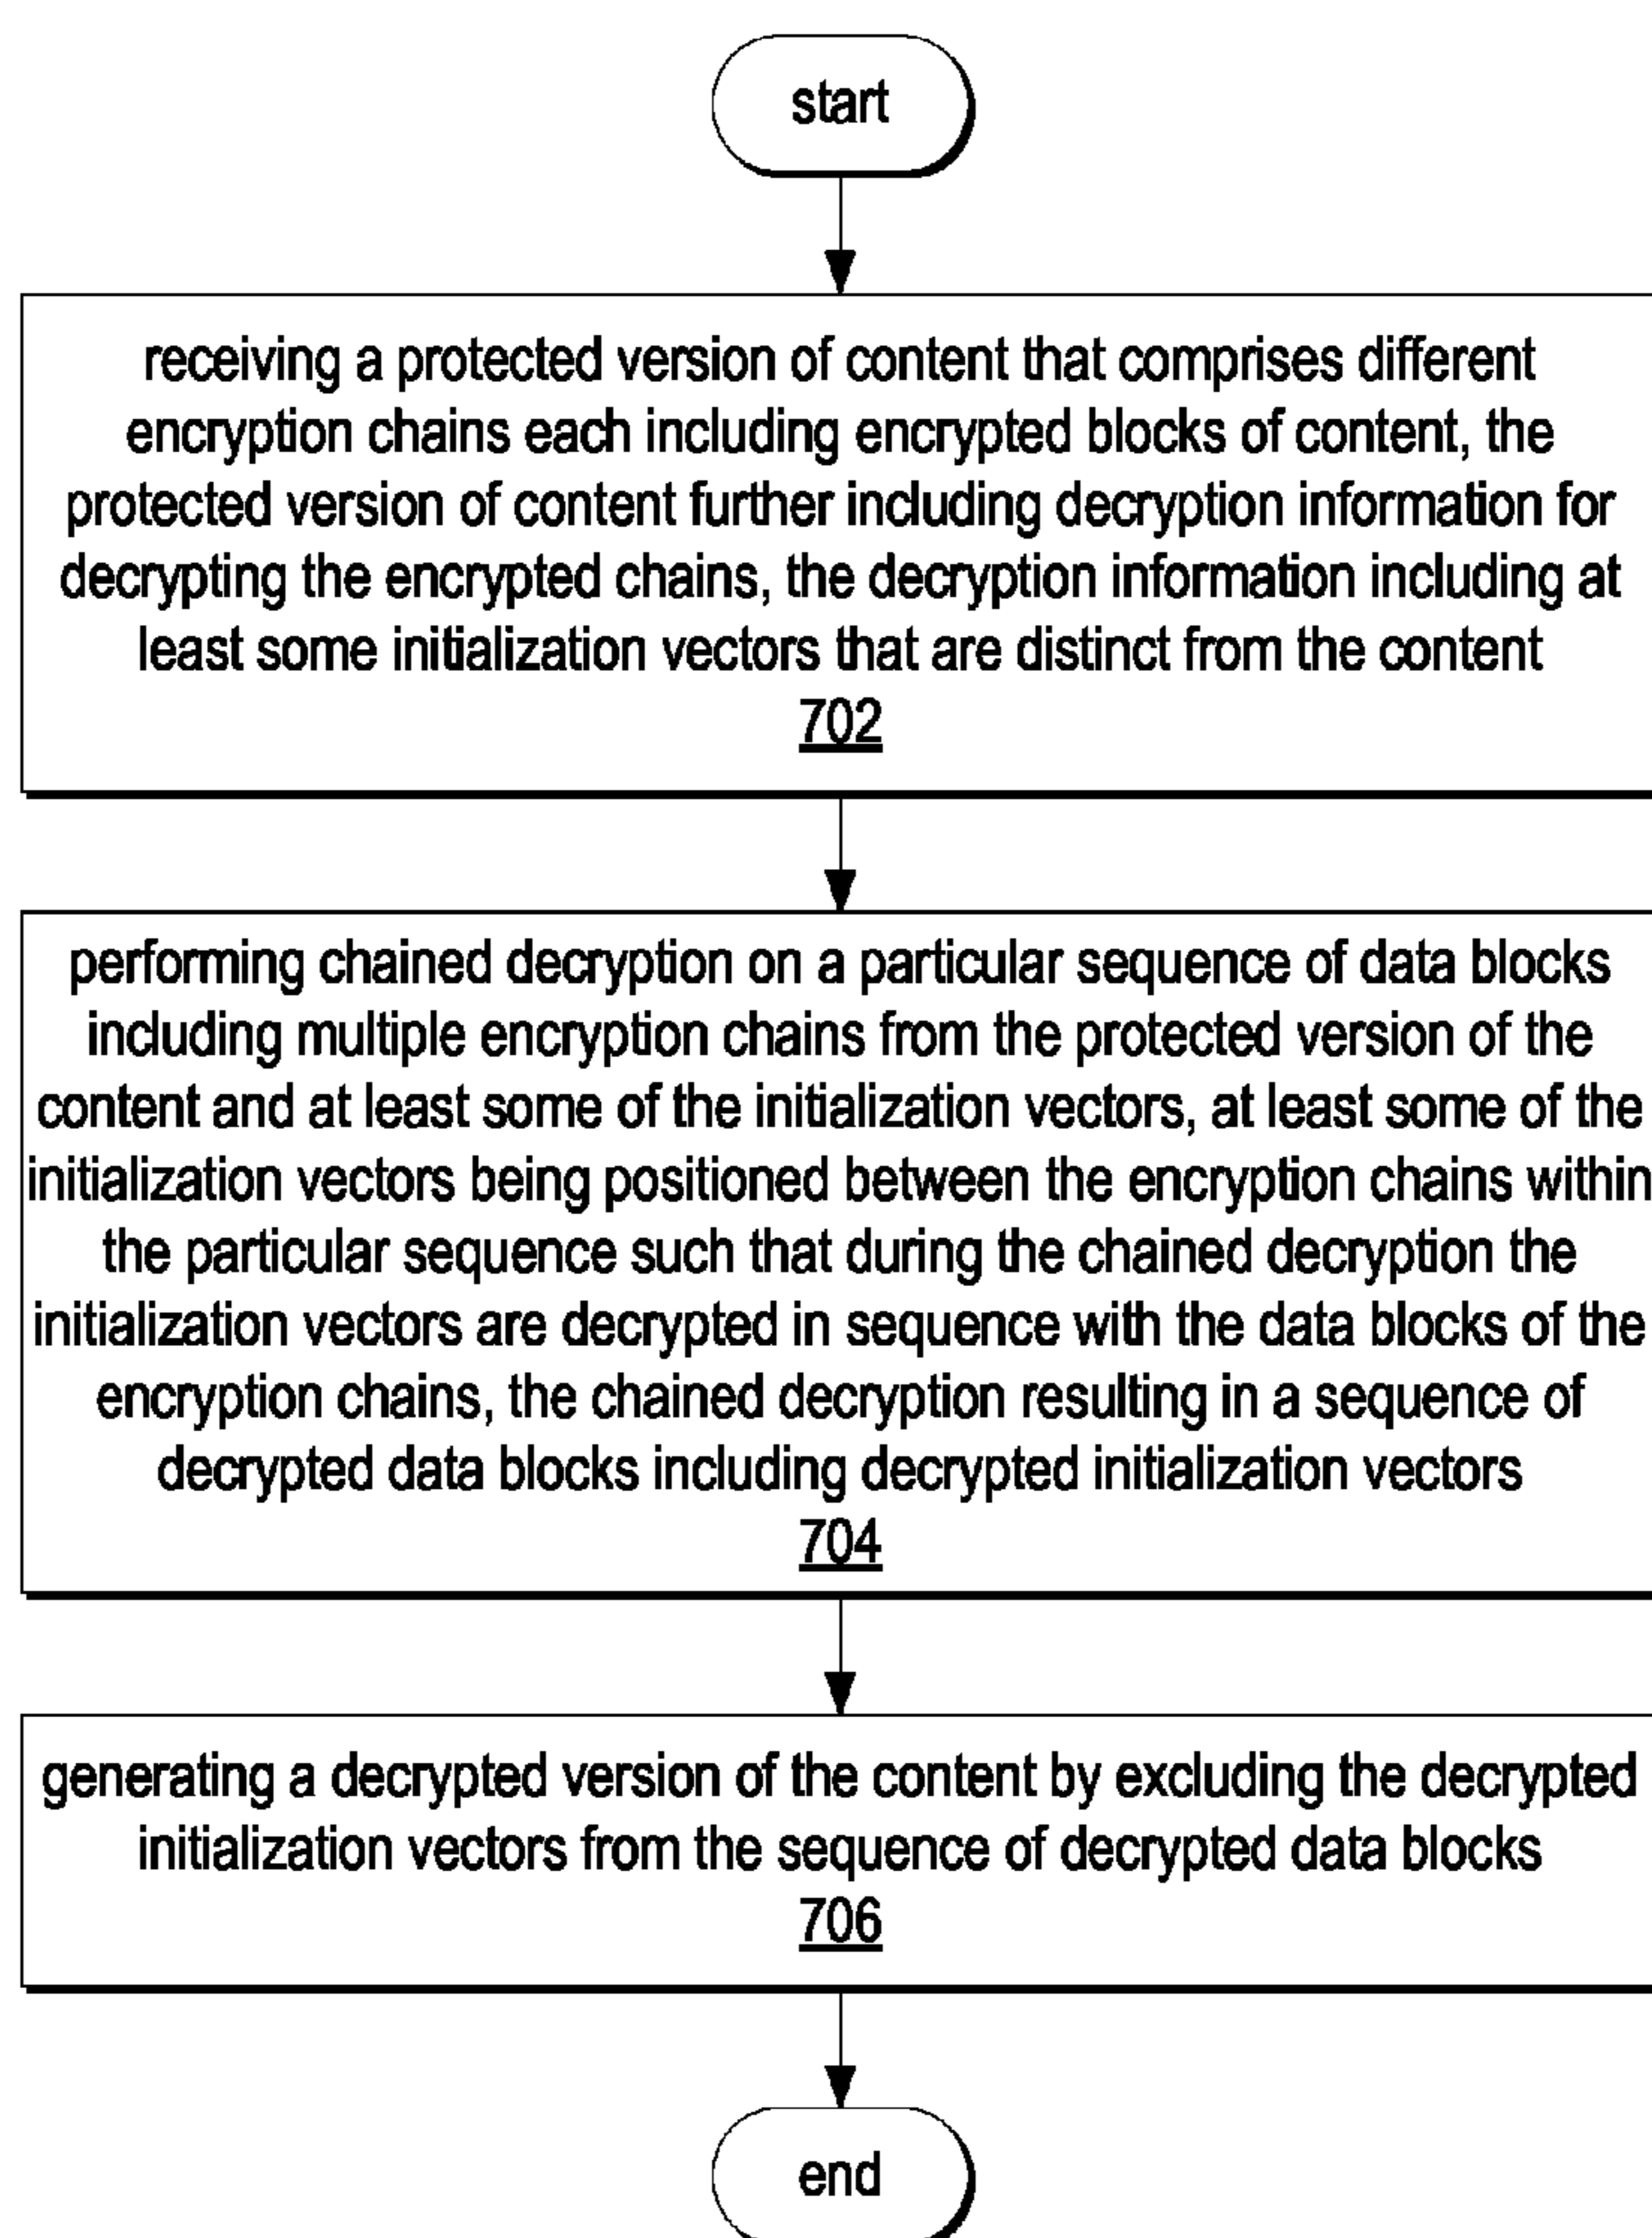 start
receiving a protected version of content that comprises different
encryption chains each including encrypted blocks of content, the
protected version of content further including decryption information for
decrypting the encrypted chains, the decryption information including at
least some initialization vectors that are distinct from the content
702
performing chained decryption on a particular sequence of data blocks
including multiple encryption chains from the protected version of the
content and at least some of the initialization vectors, at least some of the
initialization vectors being positioned between the encryption chains within
the particular sequence such that during the chained decryption the
initialization vectors are decrypted in sequence with the data blocks of the
encryption chains, the chained decryption resulting in a sequence of
decrypted data blocks including decrypted initialization vectors
704
generating a decrypted version of the content by excluding the decrypted
initialization vectors from the sequence of decrypted data blocks
706
end